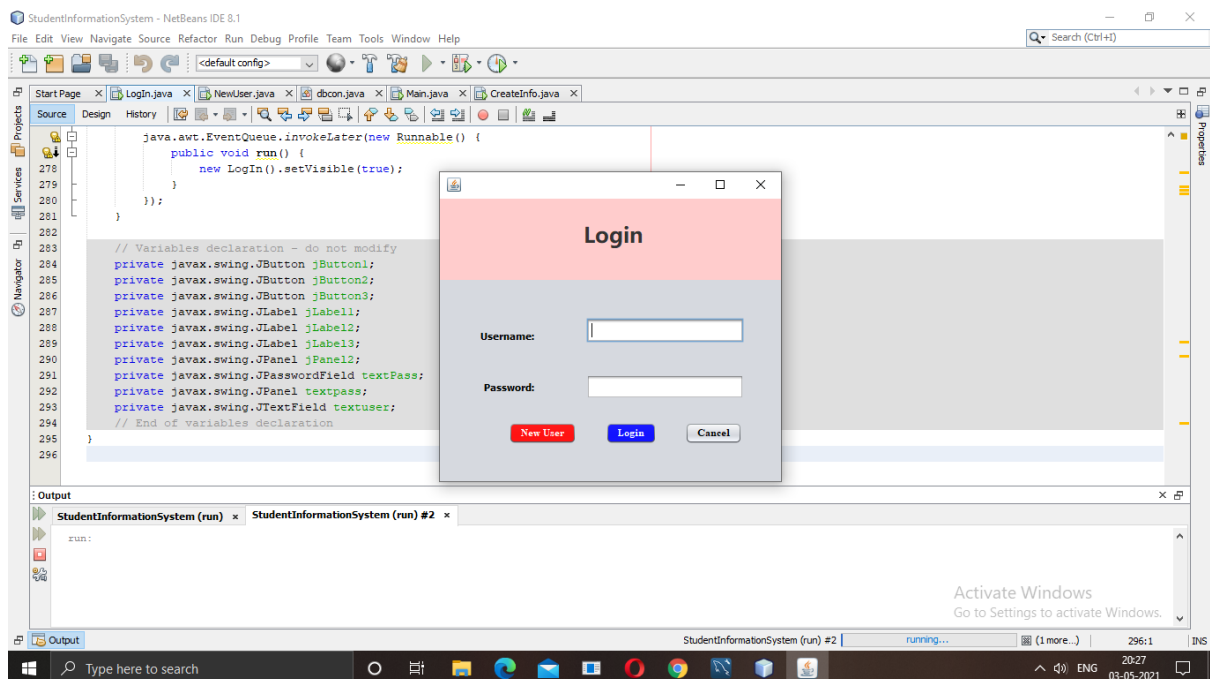 StudentInformationSystem - NetBeans IDE 8.1
File Edit View Navigate Source Refactor Run Debug Profile Team Tools Window Help
Search (Ctrl+I)
<default config>
Start Page LogIn.java NewUser.java dbcon.java Main.java CreateInfo.java
Source Design History
Projects
Services
Navigator
Properties
java.awt.EventQueue.invokeLater(new Runnable() {
public void run() {
278 new LogIn().setVisible(true);
279 }
280 });
281 }
282
283 // Variables declaration - do not modify
284 private javax.swing.JButton jButton1;
285 private javax.swing.JButton jButton2;
286 private javax.swing.JButton jButton3;
287 private javax.swing.JLabel jLabel1;
288 private javax.swing.JLabel jLabel2;
289 private javax.swing.JLabel jLabel3;
290 private javax.swing.JPanel jPanel2;
291 private javax.swing.JPasswordField textPass;
292 private javax.swing.JPanel textpass;
293 private javax.swing.JTextField textuser;
294 // End of variables declaration
295 }
296
Login
Username:
Password:
New User Login Cancel
Output
StudentInformationSystem (run) × StudentInformationSystem (run) #2 ×
run:
Activate Windows
Go to Settings to activate Windows.
Output
StudentInformationSystem (run) #2 running... (1 more...) 296:1 INS
Type here to search
ENG
20:27
03-05-2021